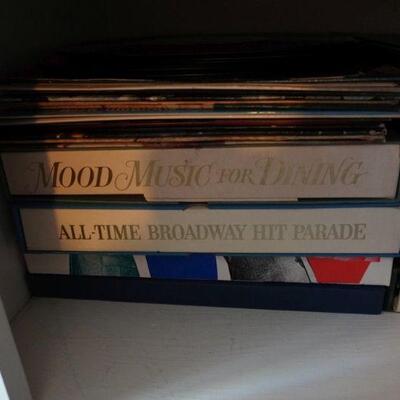 MOOD MUSIC FOR DINING
ALL-TIME BROADWAY HIT PARADE